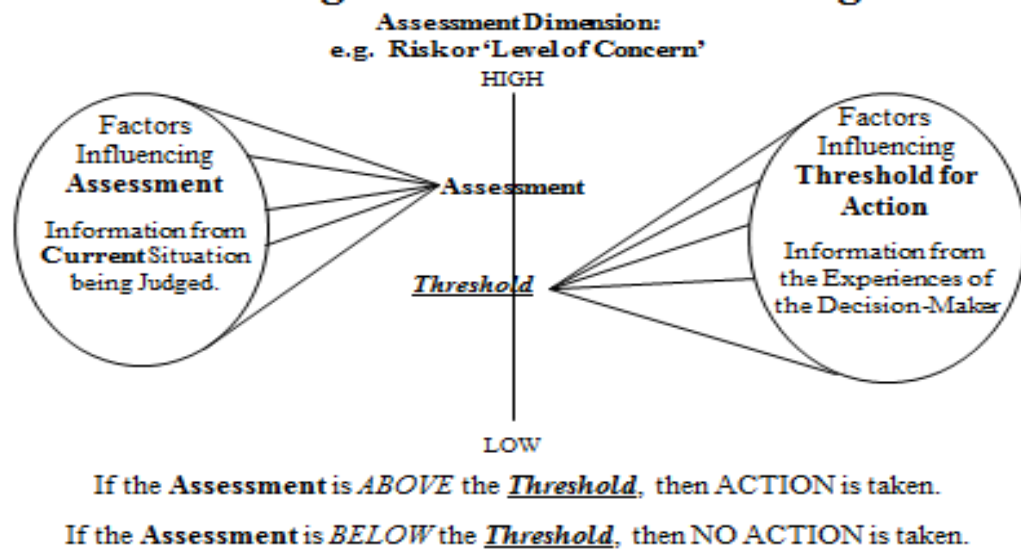 Assessment Dimension:
e.g. Risk or ‘Level of Concern’
HIGH
Factors
Influencing
Assessment
Information from
Current Situation
being Judged.
Assessment
Threshold
Factors
Influencing
Threshold for
Action
Information from
the Experiences of
the Decision-Maker
LOW
If the Assessment is ABOVE the Threshold, then ACTION is taken.
If the Assessment is BELOW the Threshold, then NO ACTION is taken.